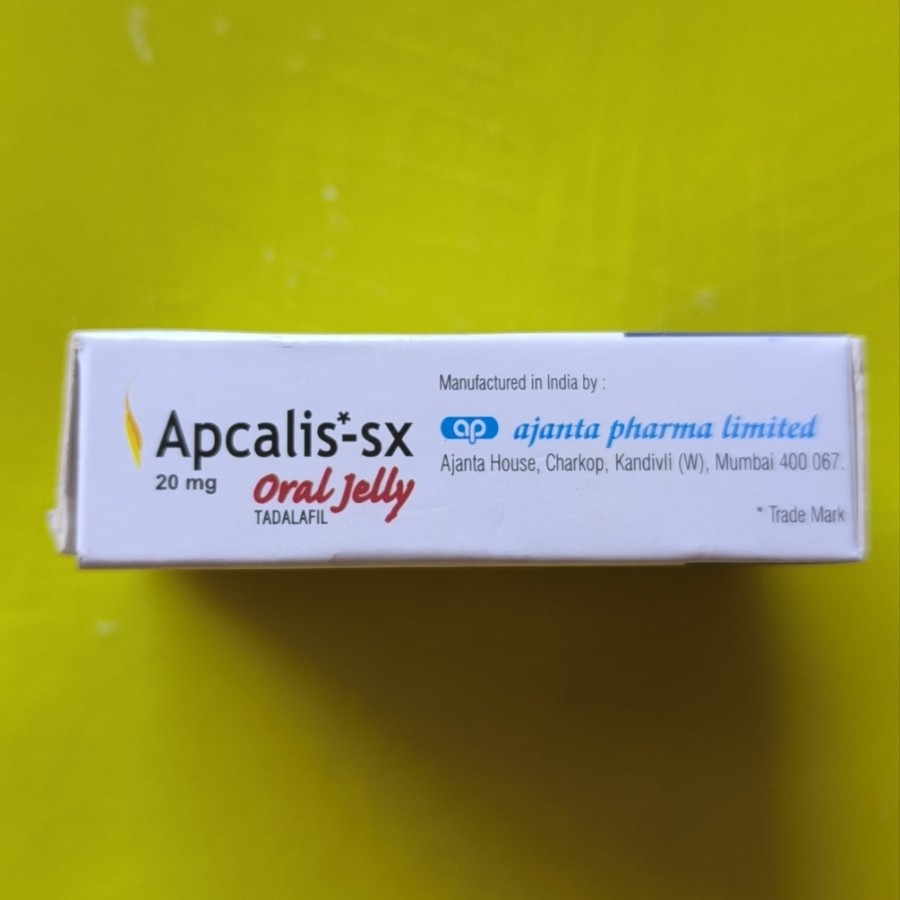 Apcalis*-sx
20 mg
Oral Jelly
TADALAFIL
Manufactured in India by :
ap ajanta pharma limited
Ajanta House, Charkop, Kandivli (W), Mumbai 400 067.
* Trade Mark